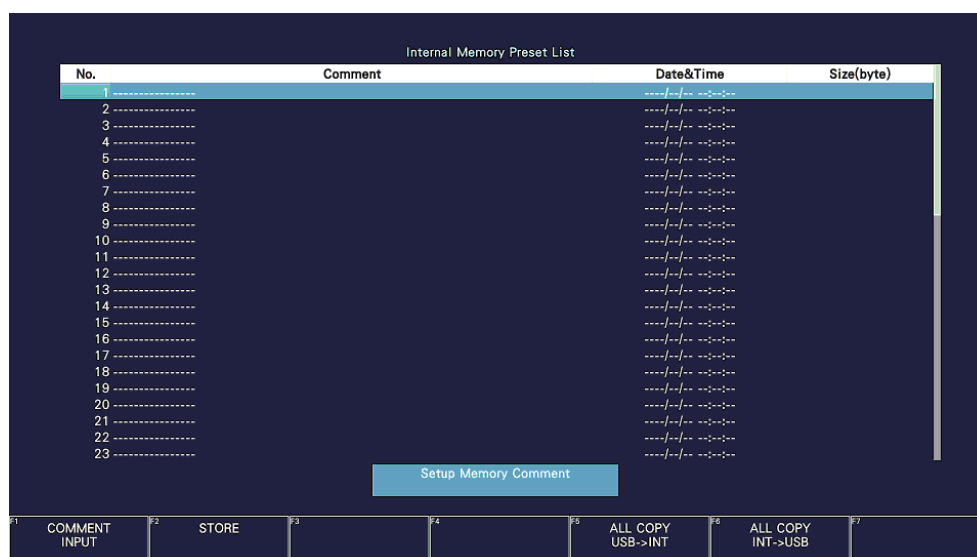 Internal Memory Preset List
No. Comment Date&Time Size(byte)
1 ---------------- ----/--/-- --:--:--
2 ---------------- ----/--/-- --:--:--
3 ---------------- ----/--/-- --:--:--
4 ---------------- ----/--/-- --:--:--
5 ---------------- ----/--/-- --:--:--
6 ---------------- ----/--/-- --:--:--
7 ---------------- ----/--/-- --:--:--
8 ---------------- ----/--/-- --:--:--
9 ---------------- ----/--/-- --:--:--
10 ---------------- ----/--/-- --:--:--
11 ---------------- ----/--/-- --:--:--
12 ---------------- ----/--/-- --:--:--
13 ---------------- ----/--/-- --:--:--
14 ---------------- ----/--/-- --:--:--
15 ---------------- ----/--/-- --:--:--
16 ---------------- ----/--/-- --:--:--
17 ---------------- ----/--/-- --:--:--
18 ---------------- ----/--/-- --:--:--
19 ---------------- ----/--/-- --:--:--
20 ---------------- ----/--/-- --:--:--
21 ---------------- ----/--/-- --:--:--
22 ---------------- ----/--/-- --:--:--
23 ---------------- ----/--/-- --:--:--
Setup Memory Comment
F1 COMMENT INPUT
F2 STORE
F3
F4
F5 ALL COPY USB->INT
F6 ALL COPY INT->USB
F7